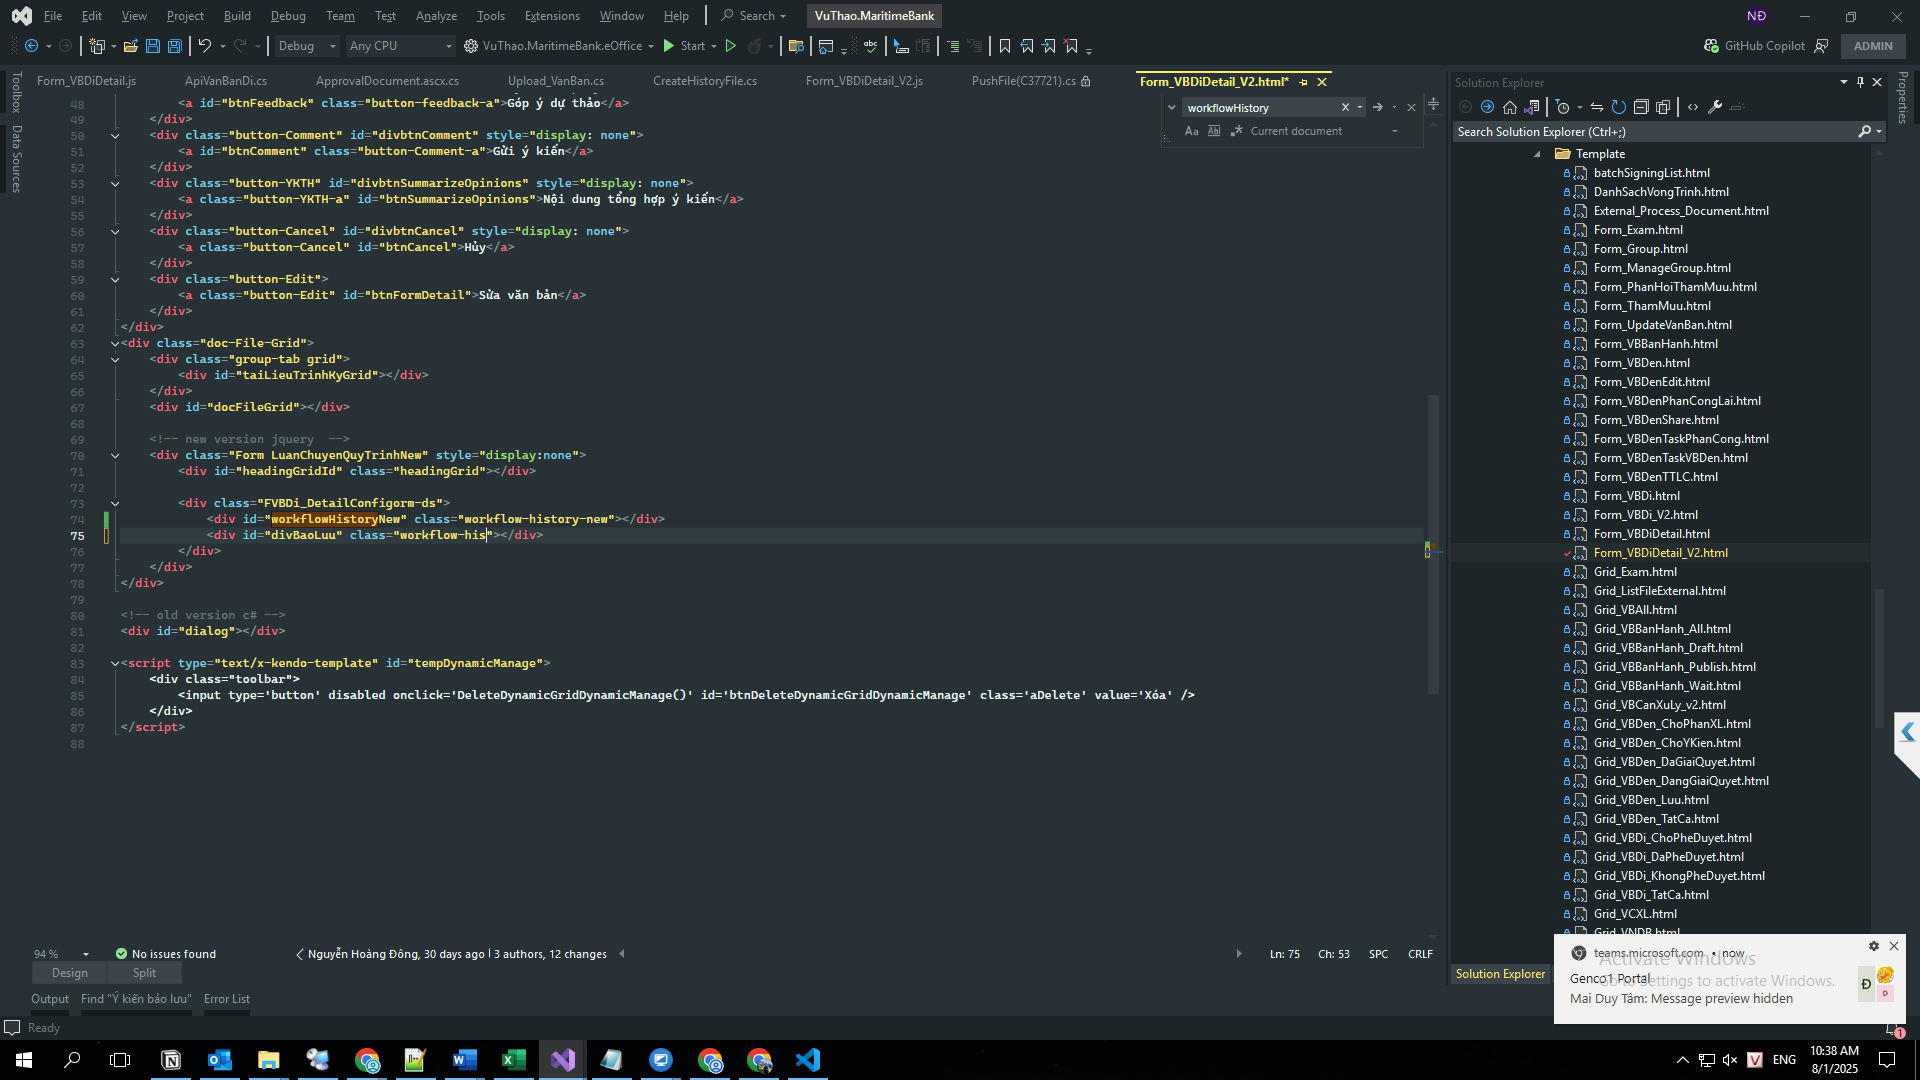 File Edit View Project Build Debug Team Test Analyze Tools Extensions Window Help Search VuThao.MaritimeBank NĐ
Debug Any CPU VuThao.MaritimeBank.eOffice Start GitHub Copilot ADMIN
Form_VBDiDetail.js ApiVanBanDi.cs ApprovalDocument.ascx.cs Upload_VanBan.cs CreateHistoryFile.cs Form_VBDiDetail_V2.js PushFile(C37721).cs Form_VBDiDetail_V2.html*
Toolbox
Data Sources
workflowHistory
Aa Current document
48 <a id="btnFeedback" class="button-feedback-a">Góp ý dự thảo</a>
49 </div>
50 <div class="button-Comment" id="divbtnComment" style="display: none">
51 <a id="btnComment" class="button-Comment-a">Gửi ý kiến</a>
52 </div>
53 <div class="button-YKTH" id="divbtnSummarizeOpinions" style="display: none">
54 <a class="button-YKTH-a" id="btnSummarizeOpinions">Nội dung tổng hợp ý kiến</a>
55 </div>
56 <div class="button-Cancel" id="divbtnCancel" style="display: none">
57 <a class="button-Cancel" id="btnCancel">Hủy</a>
58 </div>
59 <div class="button-Edit">
60 <a class="button-Edit" id="btnFormDetail">Sửa văn bản</a>
61 </div>
62 </div>
63 <div class="doc-File-Grid">
64 <div class="group-tab grid">
65 <div id="taiLieuTrinhKyGrid"></div>
66 </div>
67 <div id="docFileGrid"></div>
68
69 <!-- new version jquery  -->
70 <div class="Form LuanChuyenQuyTrinhNew" style="display:none">
71 <div id="headingGridId" class="headingGrid"></div>
72
73 <div class="FVBDi_DetailConfigorm-ds">
74 <div id="workflowHistoryNew" class="workflow-history-new"></div>
75 <div id="divBaoLuu" class="workflow-his"></div>
76 </div>
77 </div>
78 </div>
79
80 <!-- old version c# -->
81 <div id="dialog"></div>
82
83 <script type="text/x-kendo-template" id="tempDynamicManage">
84 <div class="toolbar">
85 <input type='button' disabled onclick='DeleteDynamicGridDynamicManage()' id='btnDeleteDynamicGridDynamicManage' class='aDelete' value='Xóa' />
86 </div>
87 </script>
88
94 % No issues found Nguyễn Hoàng Đông, 30 days ago | 3 authors, 12 changes Ln: 75 Ch: 53 SPC CRLF
Design Split
Output Find "Ý kiến bảo lưu" Error List
Ready
Solution Explorer
Search Solution Explorer (Ctrl+;)
Template
batchSigningList.html
DanhSachVongTrinh.html
External_Process_Document.html
Form_Exam.html
Form_Group.html
Form_ManageGroup.html
Form_PhanHoiThamMuu.html
Form_ThamMuu.html
Form_UpdateVanBan.html
Form_VBBanHanh.html
Form_VBDen.html
Form_VBDenEdit.html
Form_VBDenPhanCongLai.html
Form_VBDenShare.html
Form_VBDenTaskPhanCong.html
Form_VBDenTaskVBDen.html
Form_VBDenTTLC.html
Form_VBDi.html
Form_VBDi_V2.html
Form_VBDiDetail.html
Form_VBDiDetail_V2.html
Grid_Exam.html
Grid_ListFileExternal.html
Grid_VBAll.html
Grid_VBBanHanh_All.html
Grid_VBBanHanh_Draft.html
Grid_VBBanHanh_Publish.html
Grid_VBBanHanh_Wait.html
Grid_VBCanXuLy_v2.html
Grid_VBDen_ChoPhanXL.html
Grid_VBDen_ChoYKien.html
Grid_VBDen_DaGiaiQuyet.html
Grid_VBDen_DangGiaiQuyet.html
Grid_VBDen_Luu.html
Grid_VBDen_TatCa.html
Grid_VBDi_ChoPheDuyet.html
Grid_VBDi_DaPheDuyet.html
Grid_VBDi_KhongPheDuyet.html
Grid_VBDi_TatCa.html
Grid_VCXL.html
Grid_VNDB.html
Solution Explorer
Properties
teams.microsoft.com • now
Genco1 Portal
Mai Duy Tâm: Message preview hidden
Đ
D
Activate Windows
Go to Settings to activate Windows.
1
ENG
10:38 AM
8/1/2025